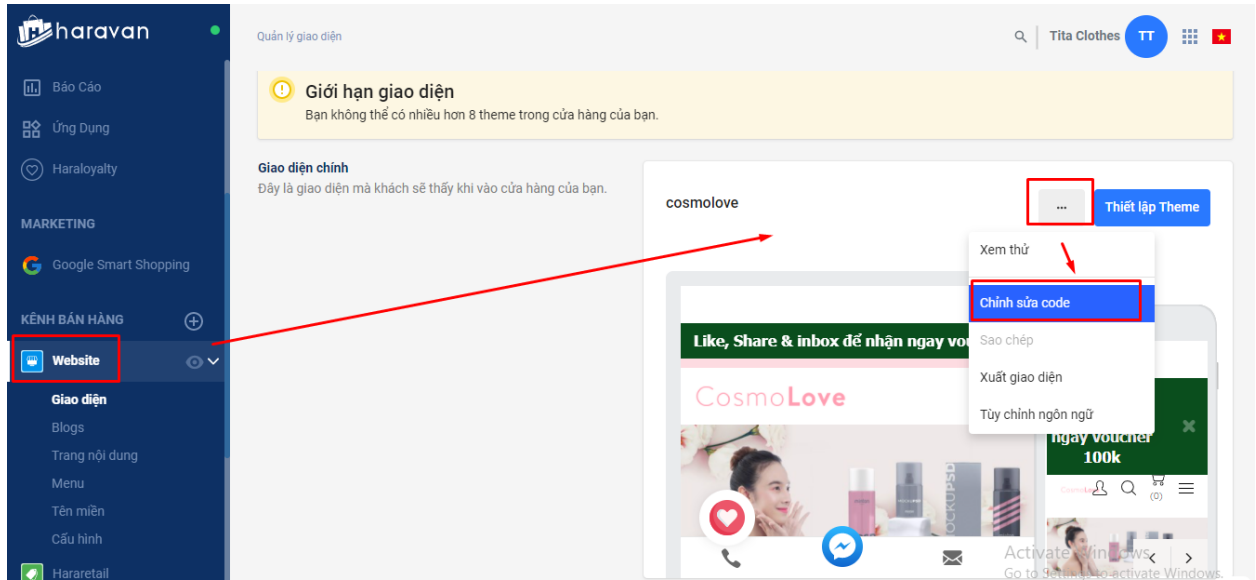 haravan
Báo Cáo
Ứng Dụng
Haraloyalty
MARKETING
Google Smart Shopping
KÊNH BÁN HÀNG
Website
Giao diện
Blogs
Trang nội dung
Menu
Tên miền
Cấu hình
Hararetail
Quản lý giao diện
Tita Clothes
TT
Giới hạn giao diện
Bạn không thể có nhiều hơn 8 theme trong cửa hàng của bạn.
Giao diện chính
Đây là giao diện mà khách sẽ thấy khi vào cửa hàng của bạn.
cosmolove
...
Thiết lập Theme
Xem thử
Chỉnh sửa code
Sao chép
Xuất giao diện
Tùy chỉnh ngôn ngữ
Like, Share & inbox để nhận ngay
CosmoLove
MOCKUPSD
ngay voucher
100k
(0)
Activate Windows
Go to Settings to activate Windows.